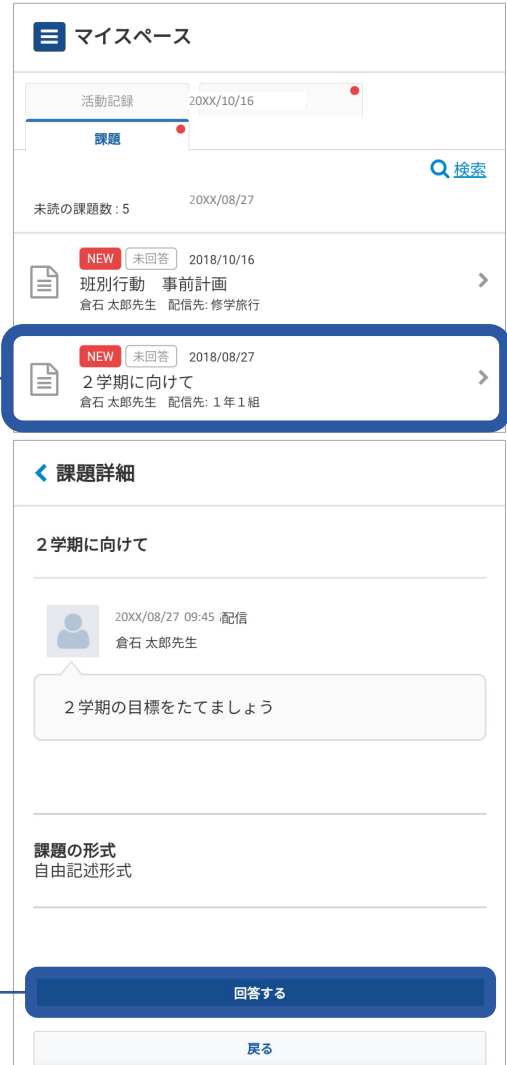 マイスペース
活動記録 20XX/10/16
課題
検索
未読の課題数 : 5 20XX/08/27
NEW 未回答 2018/10/16
班別行動 事前計画
倉石 太郎先生 配信先: 修学旅行
NEW 未回答 2018/08/27
２学期に向けて
倉石 太郎先生 配信先: １年１組
課題詳細
２学期に向けて
20XX/08/27 09:45 配信
倉石 太郎先生
２学期の目標をたてましょう
課題の形式
自由記述形式
回答する
戻る